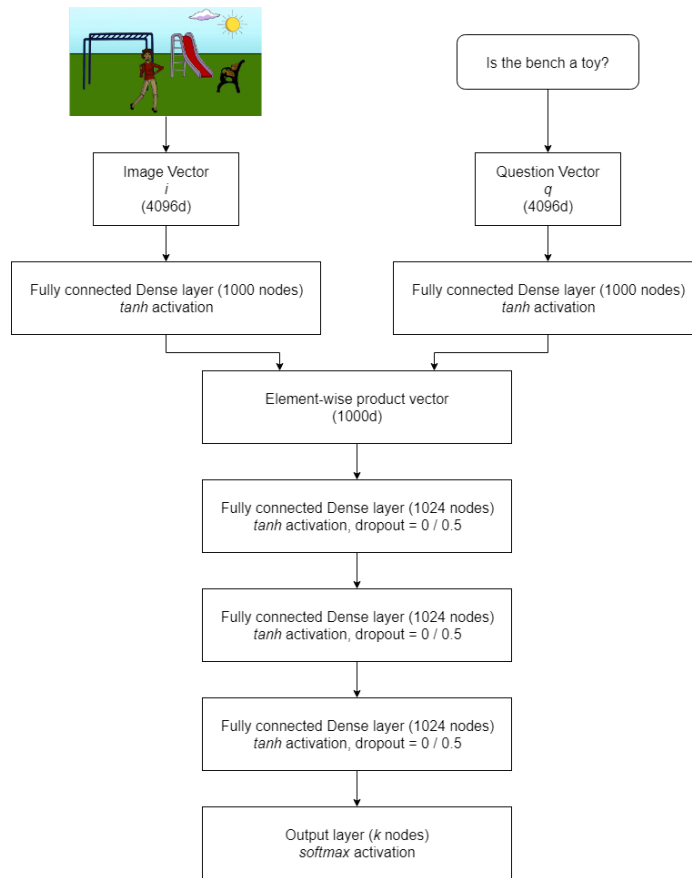 Is the bench a toy?
Image Vector
i
(4096d)
Question Vector
q
(4096d)
Fully connected Dense layer (1000 nodes)
tanh activation
Fully connected Dense layer (1000 nodes)
tanh activation
Element-wise product vector
(1000d)
Fully connected Dense layer (1024 nodes)
tanh activation, dropout = 0 / 0.5
Fully connected Dense layer (1024 nodes)
tanh activation, dropout = 0 / 0.5
Fully connected Dense layer (1024 nodes)
tanh activation, dropout = 0 / 0.5
Output layer (k nodes)
softmax activation